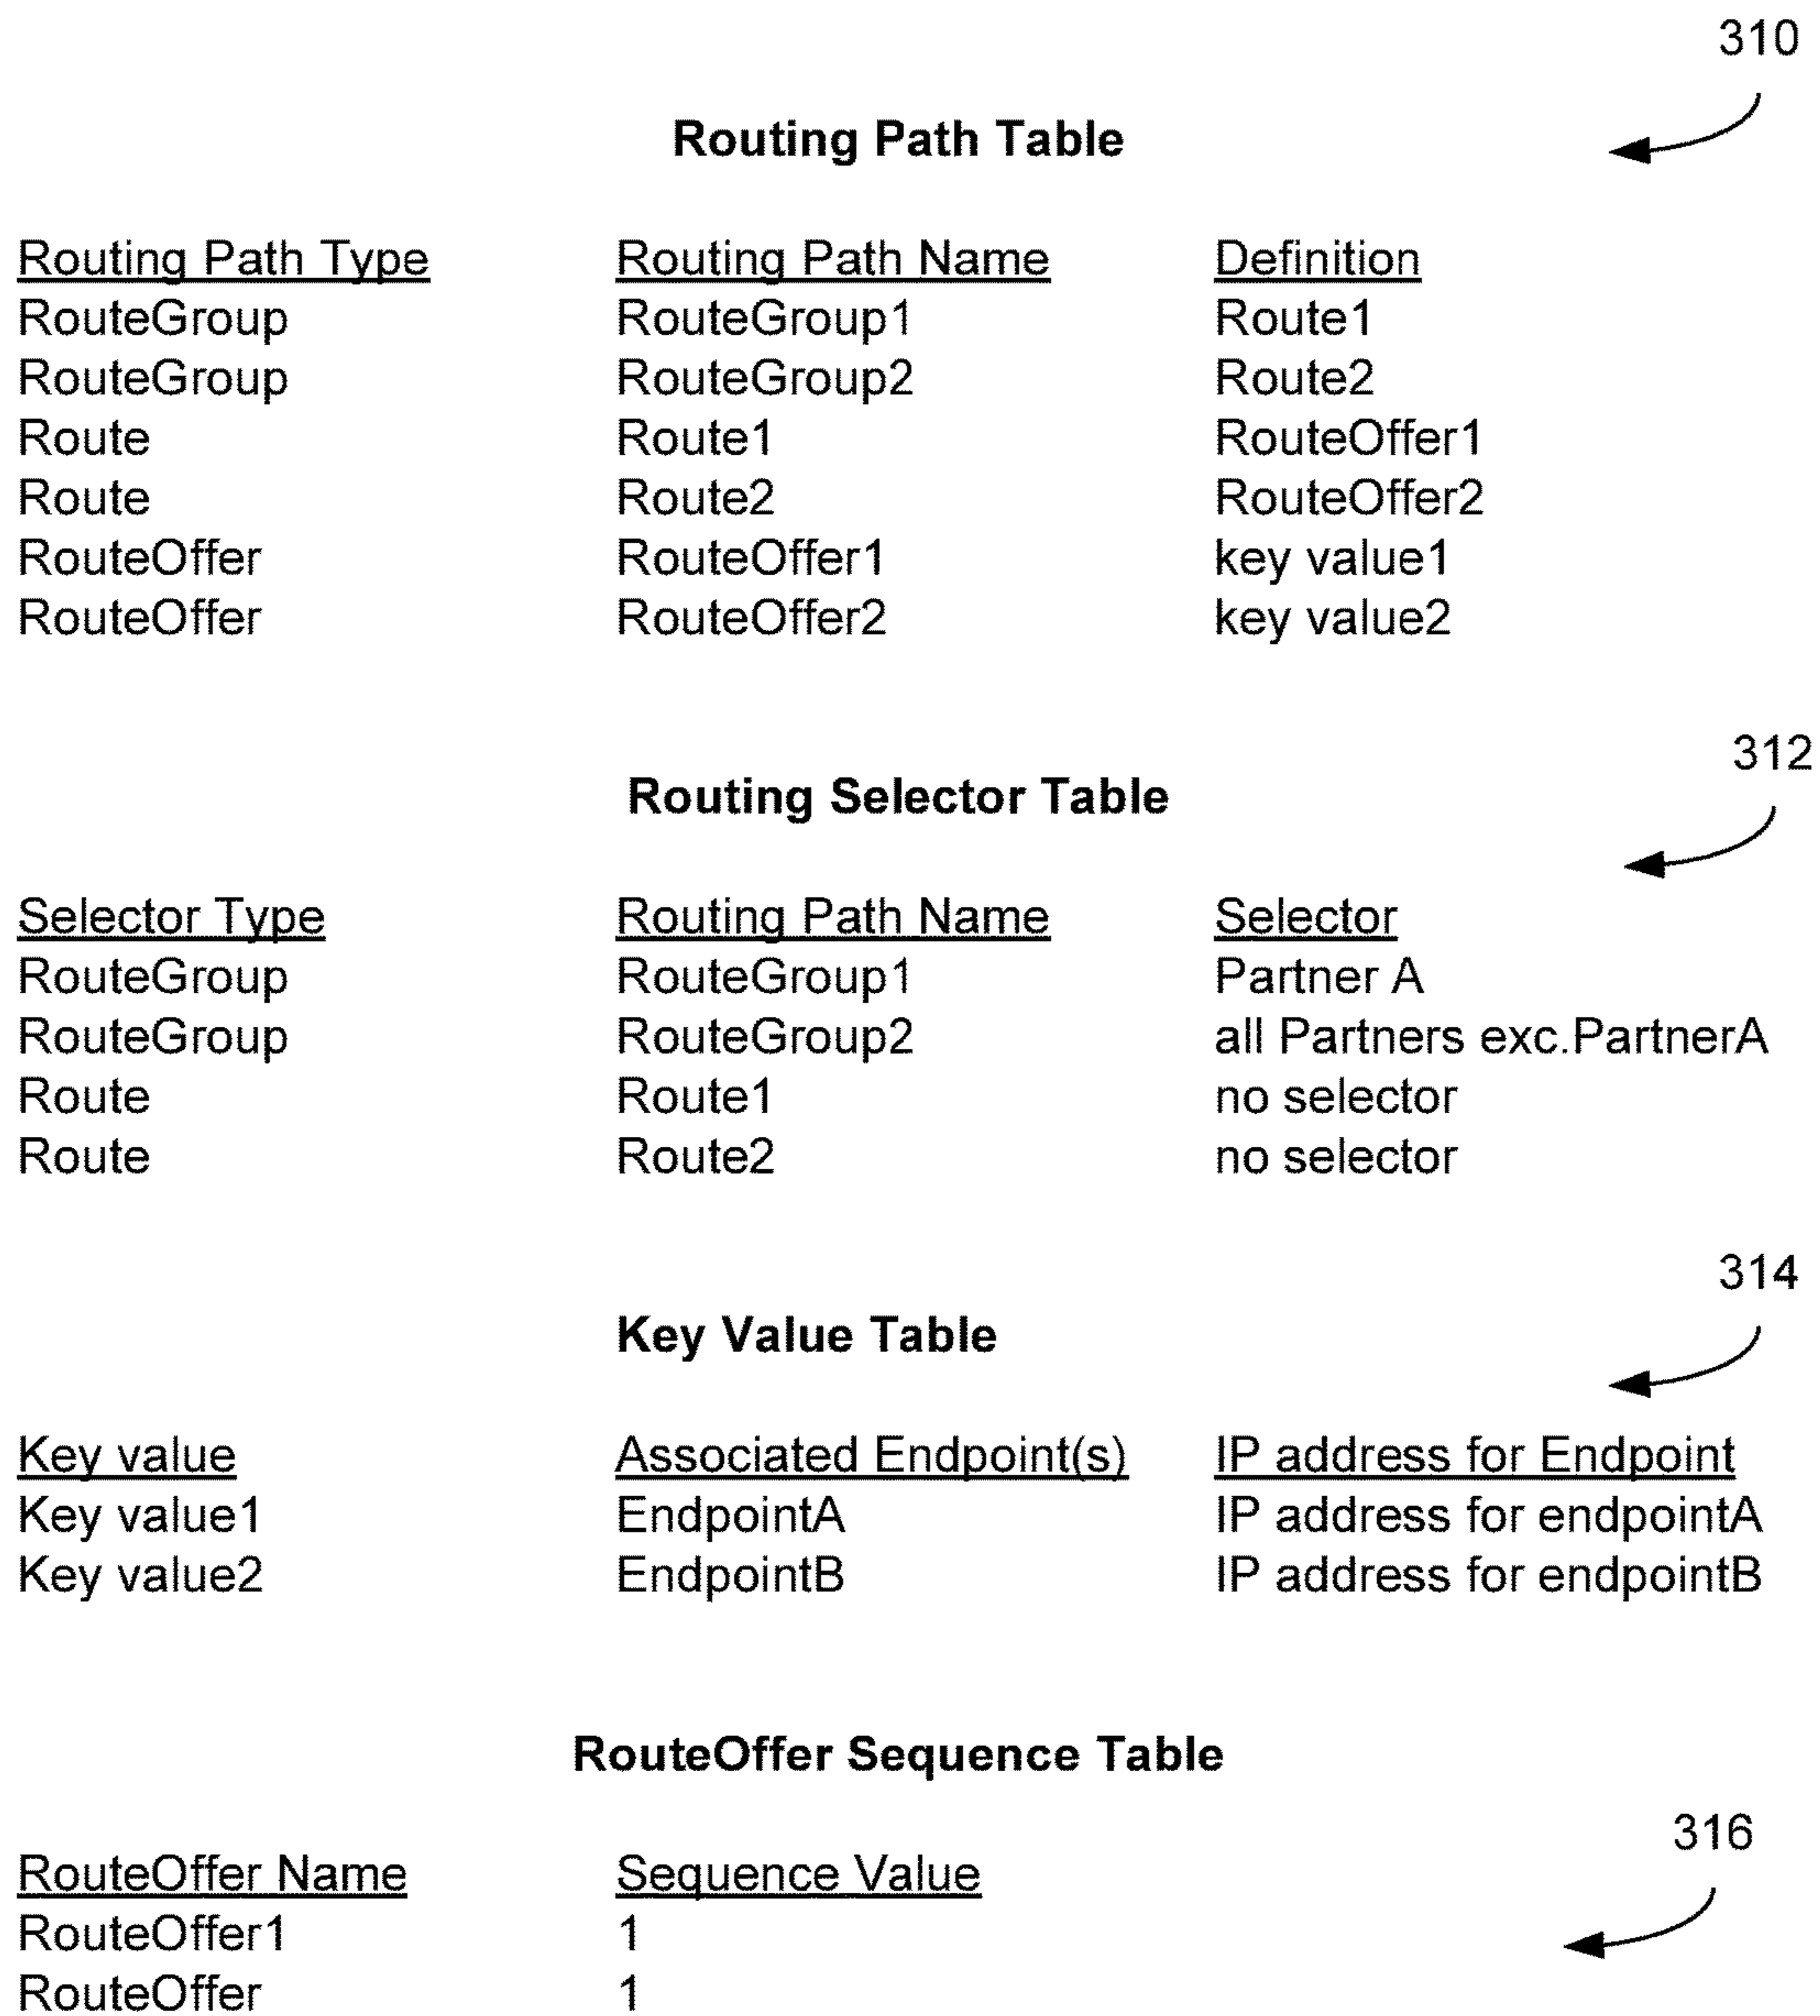 310
Routing Path Table
Routing Path Type Routing Path Name Definition
RouteGroup RouteGroup1 Route1
RouteGroup RouteGroup2 Route2
Route Route1 RouteOffer1
Route Route2 RouteOffer2
RouteOffer RouteOffer1 key value1
RouteOffer RouteOffer2 key value2
312
Routing Selector Table
Selector Type Routing Path Name Selector
RouteGroup RouteGroup1 Partner A
RouteGroup RouteGroup2 all Partners exc.PartnerA
Route Route1 no selector
Route Route2 no selector
314
Key Value Table
Key value Associated Endpoint(s) IP address for Endpoint
Key value1 EndpointA IP address for endpointA
Key value2 EndpointB IP address for endpointB
RouteOffer Sequence Table
316
RouteOffer Name Sequence Value
RouteOffer1 1
RouteOffer 1